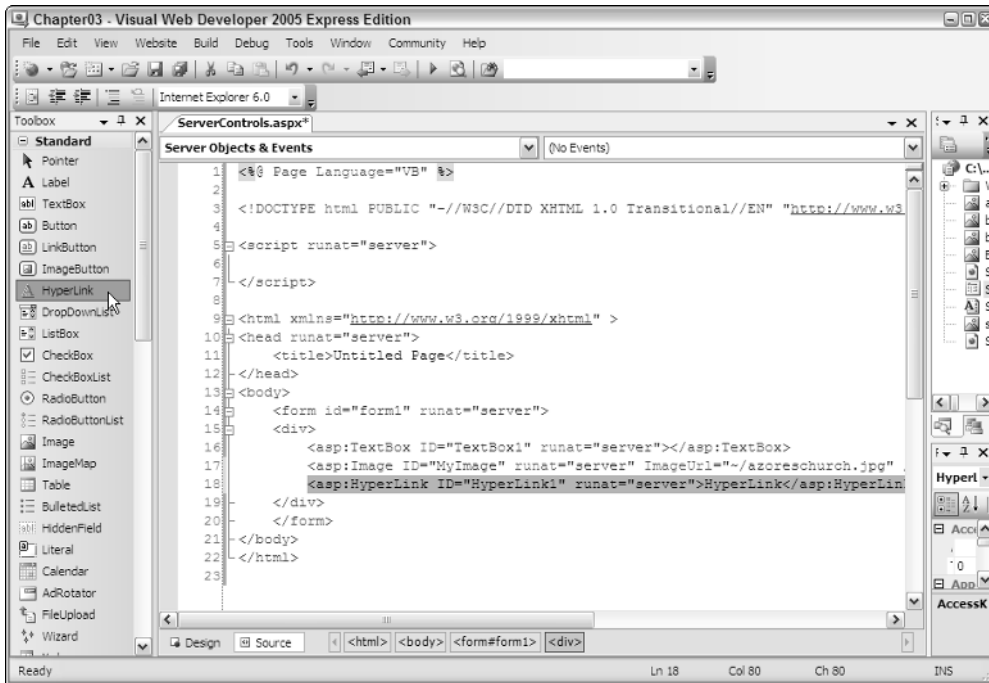 Chapter03 - Visual Web Developer 2005 Express Edition
File Edit View Website Build Debug Tools Window Community Help
Internet Explorer 6.0
Toolbox
Standard
Pointer
A Label
abl TextBox
ab Button
ab LinkButton
ImageButton
A HyperLink
DropDownList
ListBox
CheckBox
CheckBoxList
RadioButton
RadioButtonList
Image
ImageMap
Table
BulletedList
abl HiddenField
Literal
Calendar
AdRotator
FileUpload
Wizard
ServerControls.aspx*
Server Objects & Events
(No Events)
1 <%@ Page Language="VB" %>
2
3 <!DOCTYPE html PUBLIC "-//W3C//DTD XHTML 1.0 Transitional//EN" "http://www.w3
4
5 <script runat="server">
6
7 </script>
8
9 <html xmlns="http://www.w3.org/1999/xhtml" >
10 <head runat="server">
11 <title>Untitled Page</title>
12 </head>
13 <body>
14 <form id="form1" runat="server">
15 <div>
16 <asp:TextBox ID="TextBox1" runat="server"></asp:TextBox>
17 <asp:Image ID="MyImage" runat="server" ImageUrl="~/azoreschurch.jpg"
18 <asp:HyperLink ID="HyperLink1" runat="server">HyperLink</asp:HyperLin
19 </div>
20 </form>
21 </body>
22 </html>
23
Design Source <html> <body> <form#form1> <div>
C:\...
HyperL
Acce
0
App
AccessK
Ready Ln 18 Col 80 Ch 80 INS